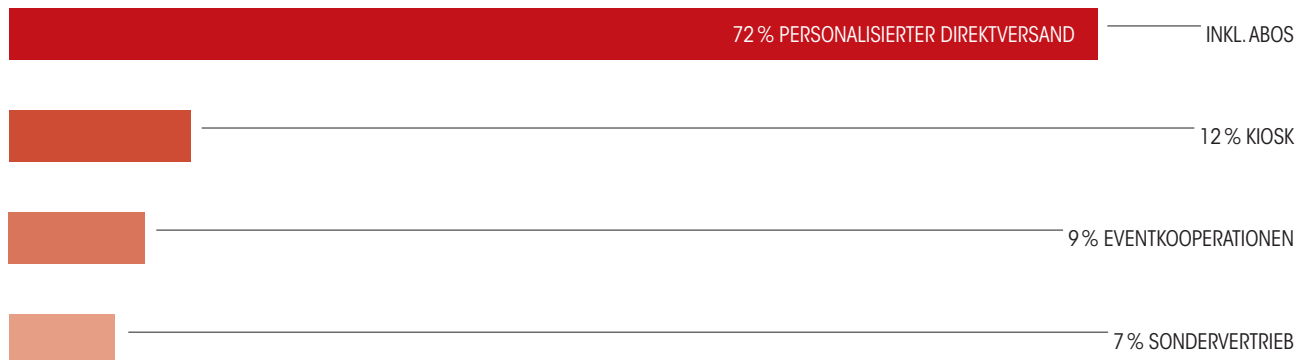 72 % PERSONALISIERTER DIREKTVERSAND
INKL. ABOS
12 % KIOSK
9 % EVENTKOOPERATIONEN
7 % SONDERVERTRIEB